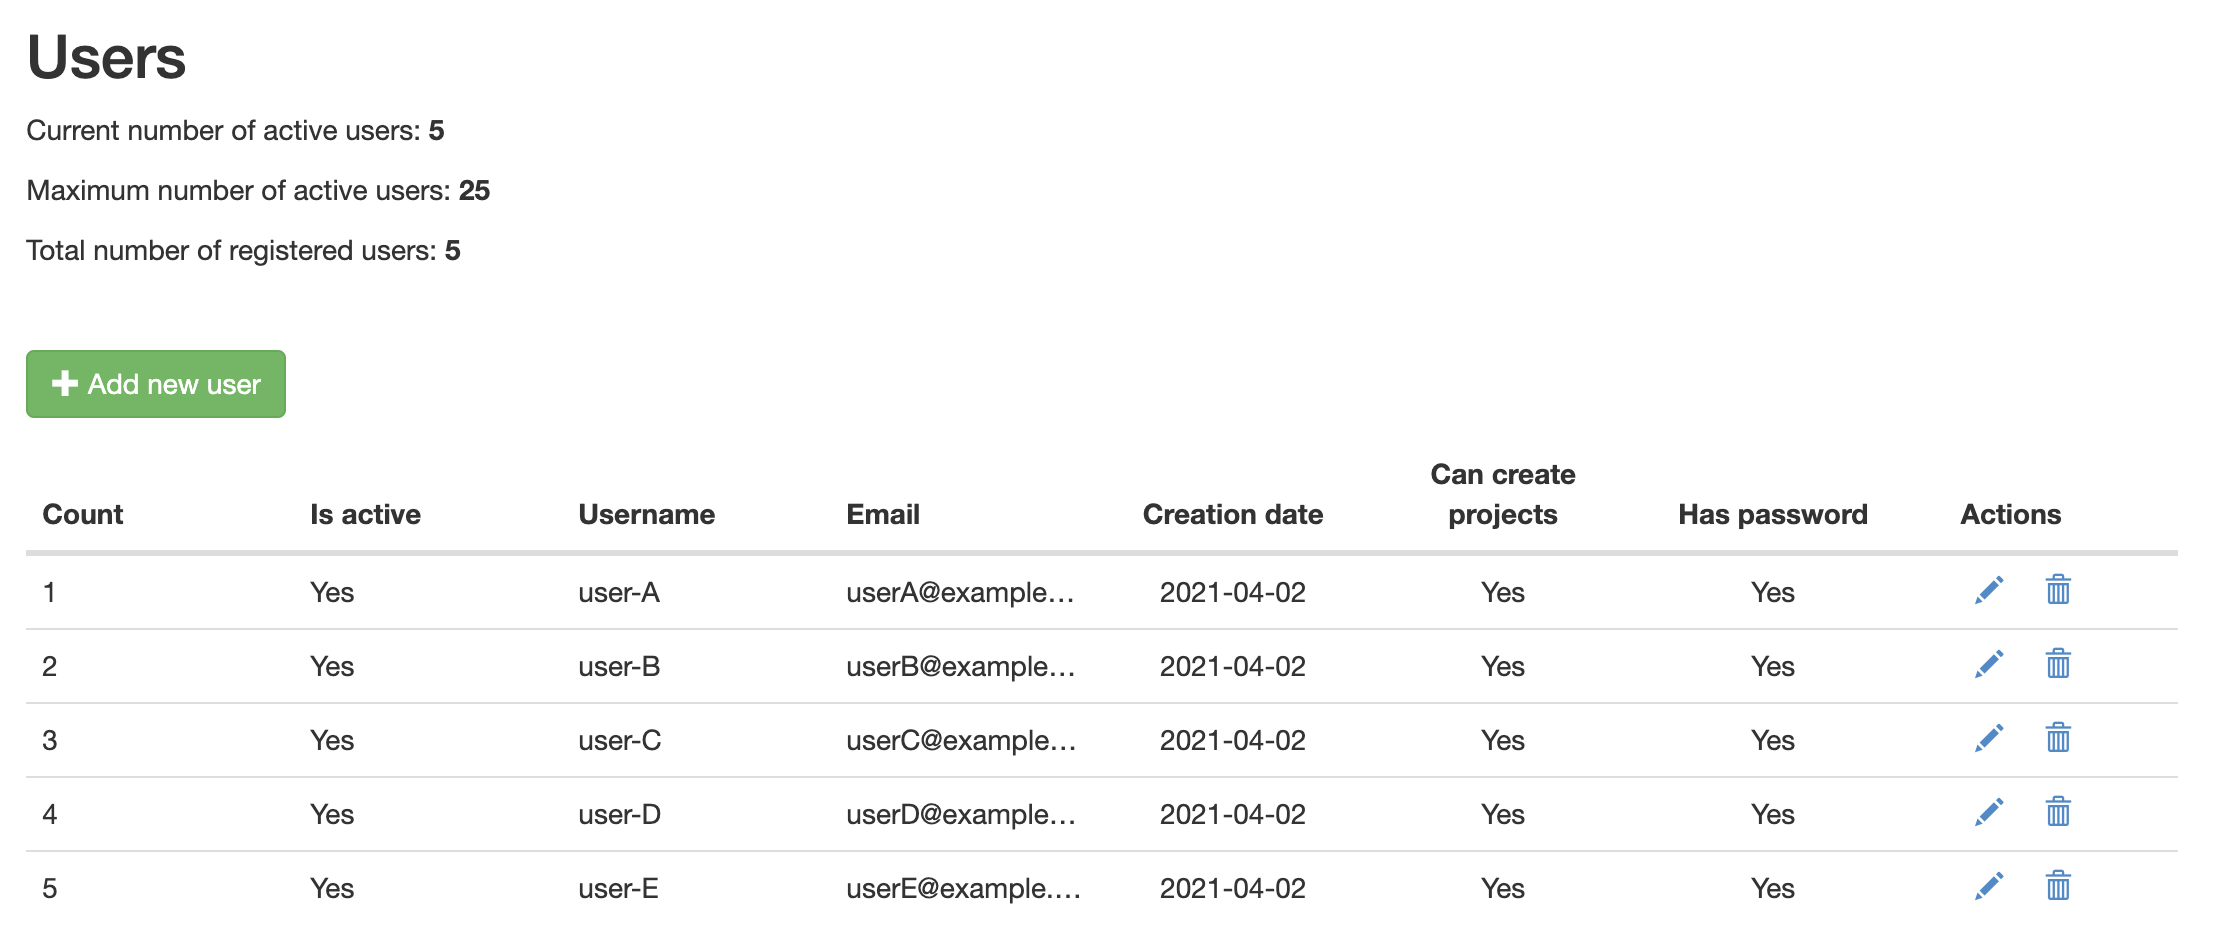 Users
Current number of active users: 5
Maximum number of active users: 25
Total number of registered users: 5
Add new user
Count Is active Username Email Creation date Can create projects Has password Actions
1 Yes user-A userA@example... 2021-04-02 Yes Yes
2 Yes user-B userB@example... 2021-04-02 Yes Yes
3 Yes user-C userC@example... 2021-04-02 Yes Yes
4 Yes user-D userD@example... 2021-04-02 Yes Yes
5 Yes user-E userE@example.... 2021-04-02 Yes Yes